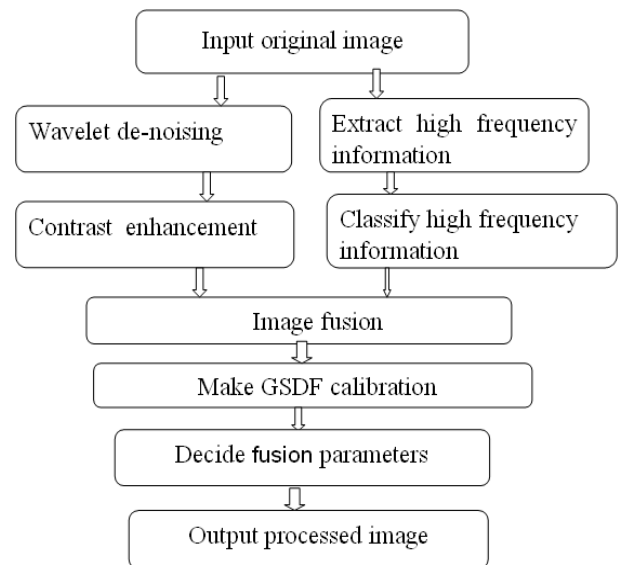 Input original image
Wavelet de-noising
Extract high frequency
information
Contrast enhancement
Classify high frequency
information
Image fusion
Make GSDF calibration
Decide fusion parameters
Output processed image